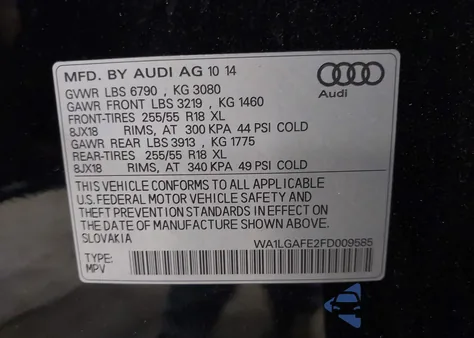 MFD. BY AUDI AG 10 14
GVWR LBS 6790 , KG 3080
GAWR FRONT LBS 3219 , KG 1460
FRONT-TIRES 255/55 R18 XL
8JX18 RIMS, AT 300 KPA 44 PSI COLD
GAWR REAR LBS 3913 , KG 1775
REAR-TIRES 255/55 R18 XL
8JX18 RIMS, AT 340 KPA 49 PSI COLD
Audi
THIS VEHICLE CONFORMS TO ALL APPLICABLE
U.S.FEDERAL MOTOR VEHICLE SAFETY AND
THEFT PREVENTION STANDARDS IN EFFECT ON
THE DATE OF MANUFACTURE SHOWN ABOVE.
SLOVAKIA WA1LGAFE2FD009585
TYPE:
MPV